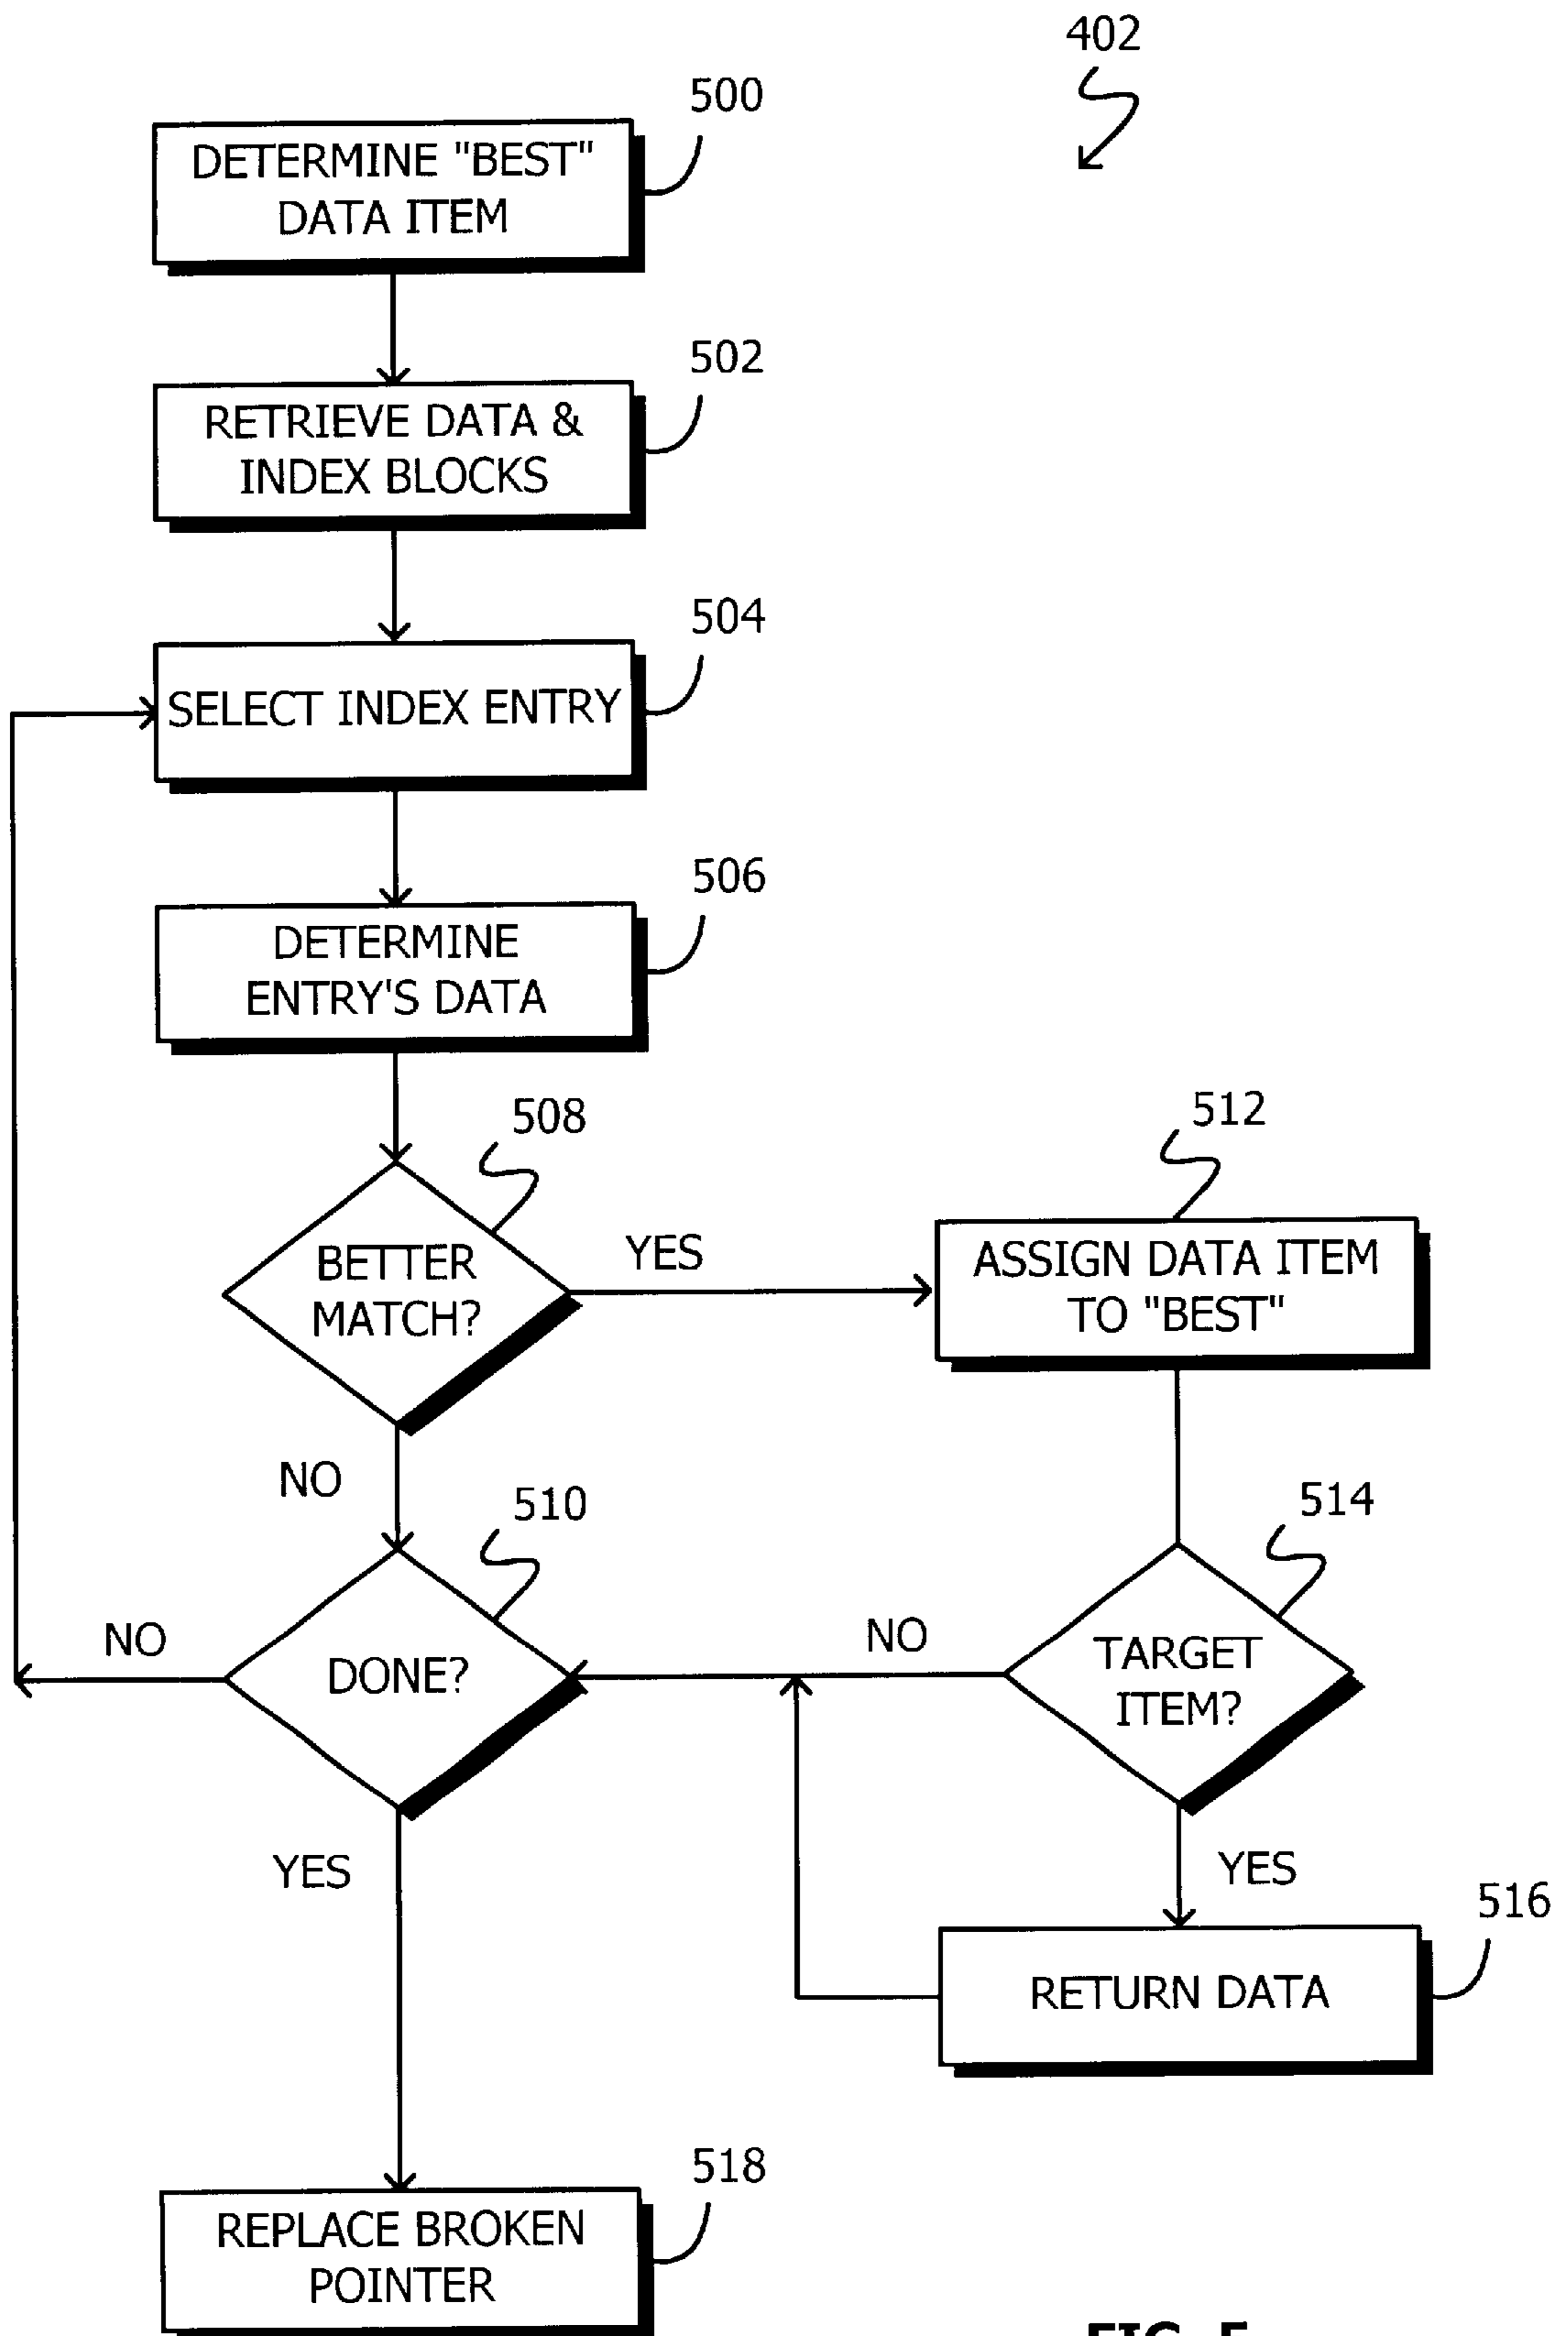 402
500
DETERMINE "BEST"
DATA ITEM
502
RETRIEVE DATA &
INDEX BLOCKS
504
SELECT INDEX ENTRY
506
DETERMINE
ENTRY'S DATA
508
BETTER
MATCH?
YES
512
ASSIGN DATA ITEM
TO "BEST"
NO
510
DONE?
NO
514
TARGET
ITEM?
NO
YES
YES
516
RETURN DATA
518
REPLACE BROKEN
POINTER